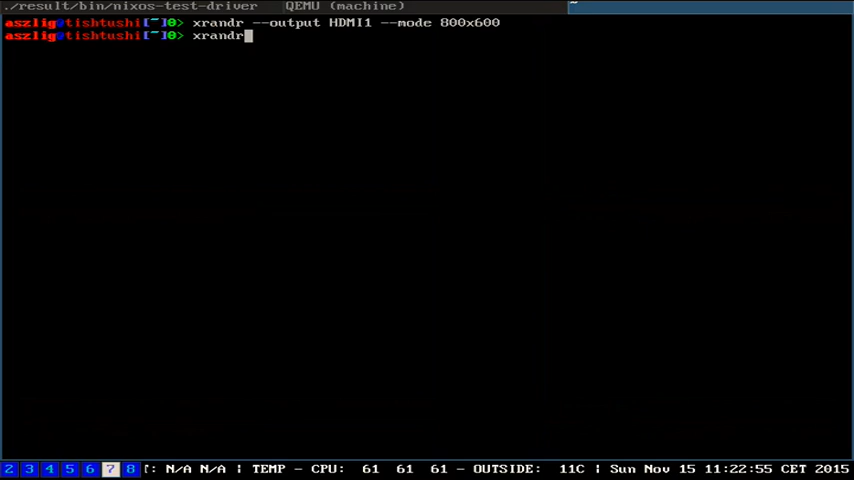 ./result/bin/nixos-test-driver QEMU (machine) ~
aszlig@tishtushi[~]0> xrandr --output HDMI1 --mode 800x600
aszlig@tishtushi[~]0> xrandr
2 3 4 5 6 7 8 : N/A N/A | TEMP - CPU: 61 61 61 - OUTSIDE: 11C | Sun Nov 15 11:22:55 CET 2015